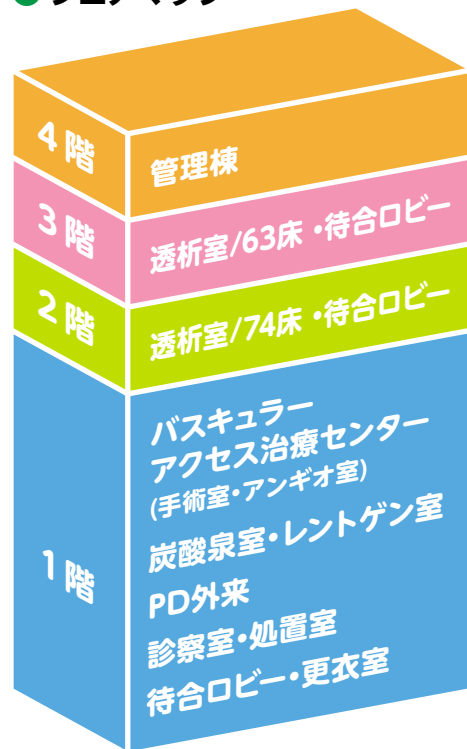 4階
管理棟
3階
透析室/63床・待合ロビー
2階
透析室/74床・待合ロビー
1階
バスキュラー
アクセス治療センター
(手術室・アンギオ室)
炭酸泉室・レントゲン室
PD外来
診察室・処置室
待合ロビー・更衣室